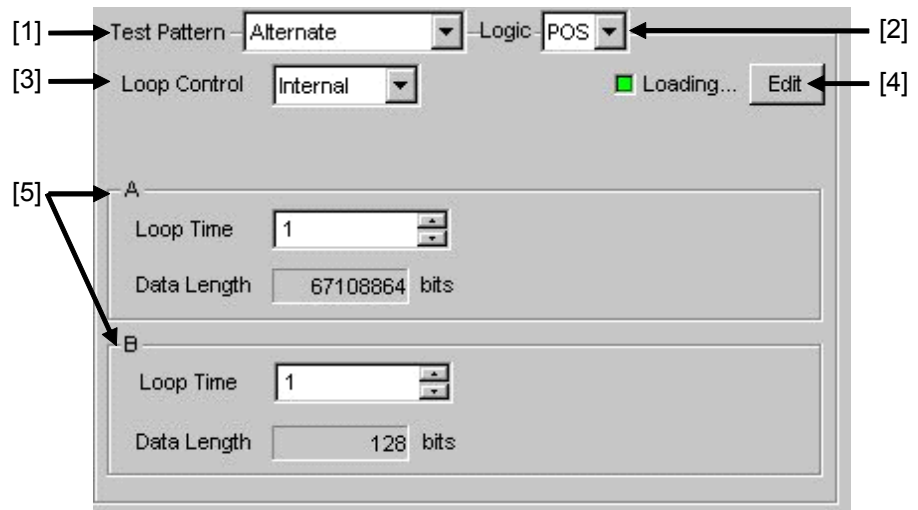 [1] Test Pattern Alternate Logic POS [2]
[3] Loop Control Internal Loading... Edit [4]
[5] A
Loop Time 1
Data Length 67108864 bits
B
Loop Time 1
Data Length 128 bits